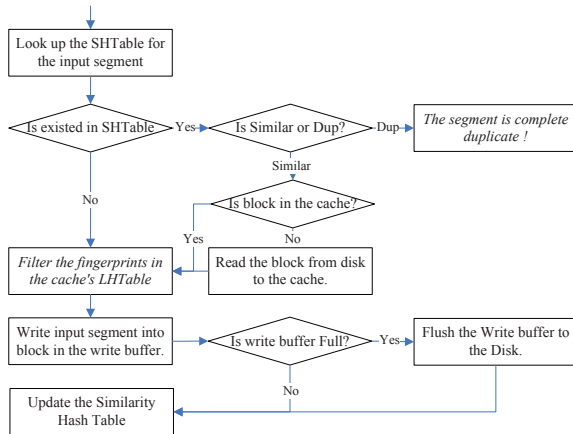 Look up the SHTable for
the input segment
Is existed in SHTable
Yes
Is Similar or Dup?
Dup
The segment is complete
duplicate !
Similar
No
Is block in the cache?
Yes
No
Filter the fingerprints in
the cache's LHTable
Read the block from disk
to the cache.
Write input segment into
block in the write buffer.
Is write buffer Full?
Yes
Flush the Write buffer to
the Disk.
No
Update the Similarity
Hash Table